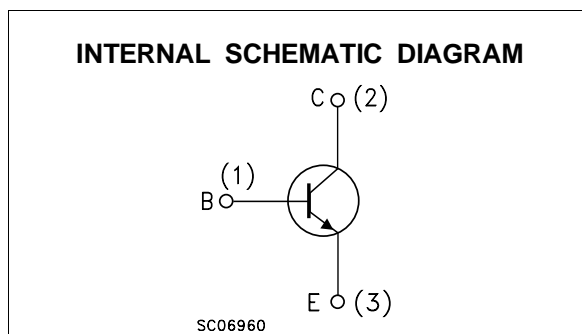 INTERNAL SCHEMATIC DIAGRAM
C (2)
(1)
B
E (3)
SC06960